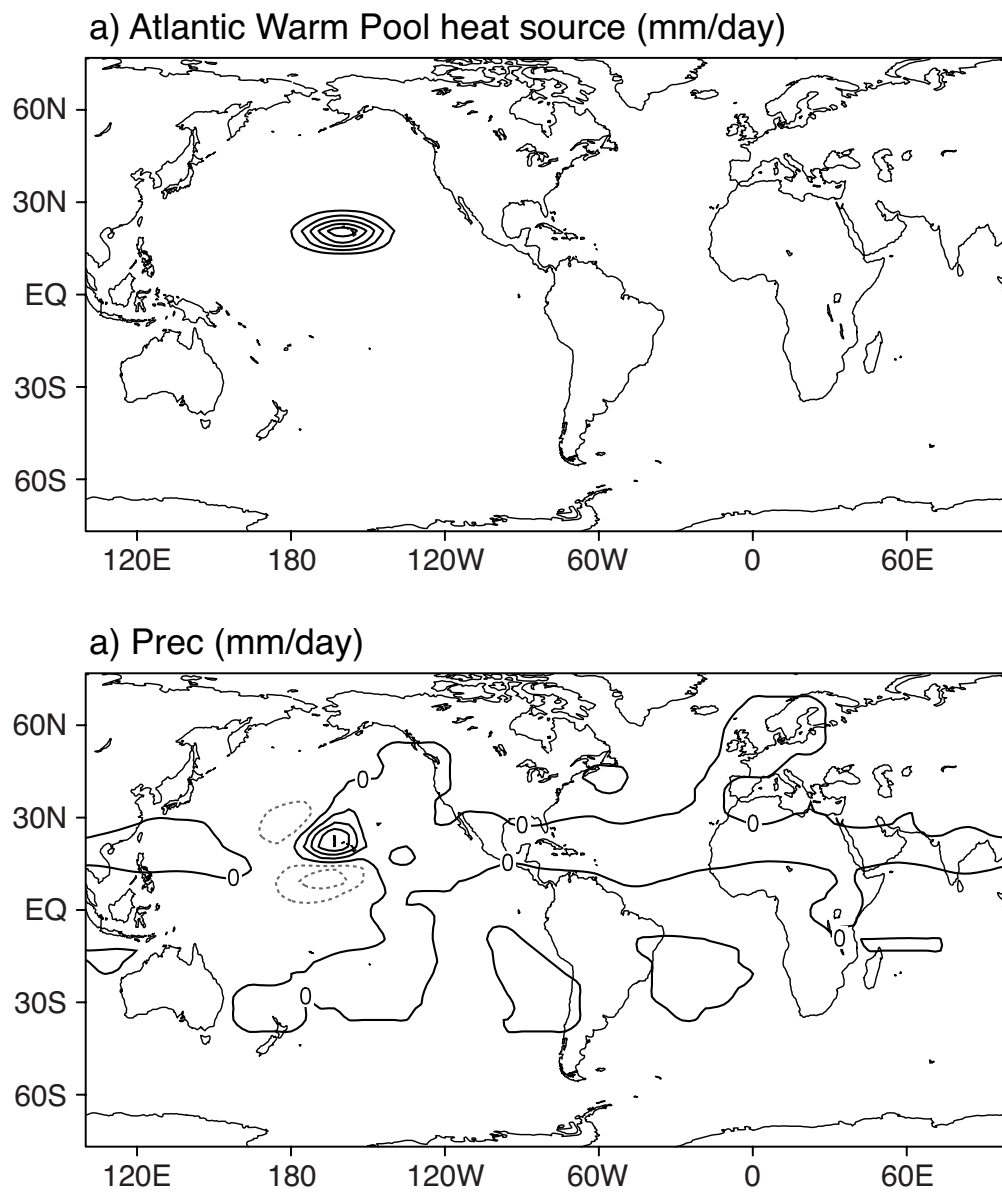 a) Atlantic Warm Pool heat source (mm/day)
60N
30N
EQ
30S
60S
120E 180 120W 60W 0 60E
a) Prec (mm/day)
60N
0
30N
0 0
1
0 0
EQ
0
30S
0
60S
120E 180 120W 60W 0 60E